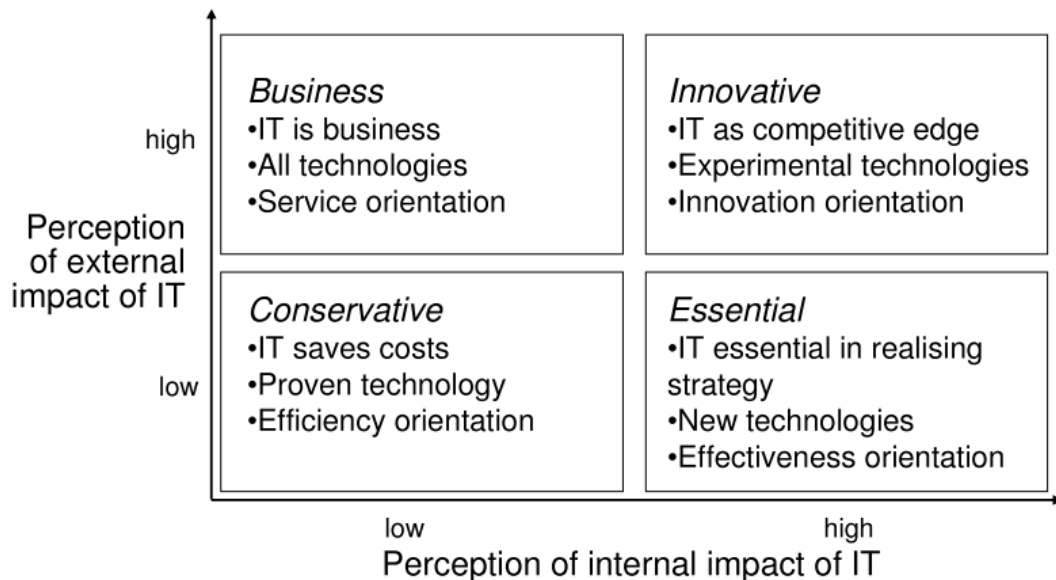 Business
•IT is business
•All technologies
•Service orientation
Innovative
•IT as competitive edge
•Experimental technologies
•Innovation orientation
high
Perception
of external
impact of IT
Conservative
•IT saves costs
•Proven technology
•Efficiency orientation
Essential
•IT essential in realising
strategy
•New technologies
•Effectiveness orientation
low
low
high
Perception of internal impact of IT